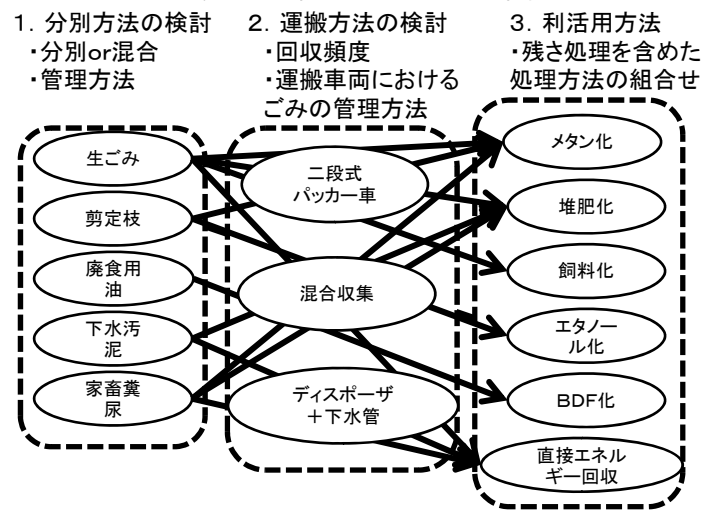 1．分別方法の検討
・分別or混合
・管理方法
2．運搬方法の検討
・回収頻度
・運搬車両における
ごみの管理方法
3．利活用方法
・残さ処理を含めた
処理方法の組合せ
生ごみ
剪定枝
廃食用
油
下水汚
泥
家畜糞
尿
二段式
パッカー車
混合収集
ディスポーザ
＋下水管
メタン化
堆肥化
飼料化
エタノー
ル化
BDF化
直接エネル
ギー回収